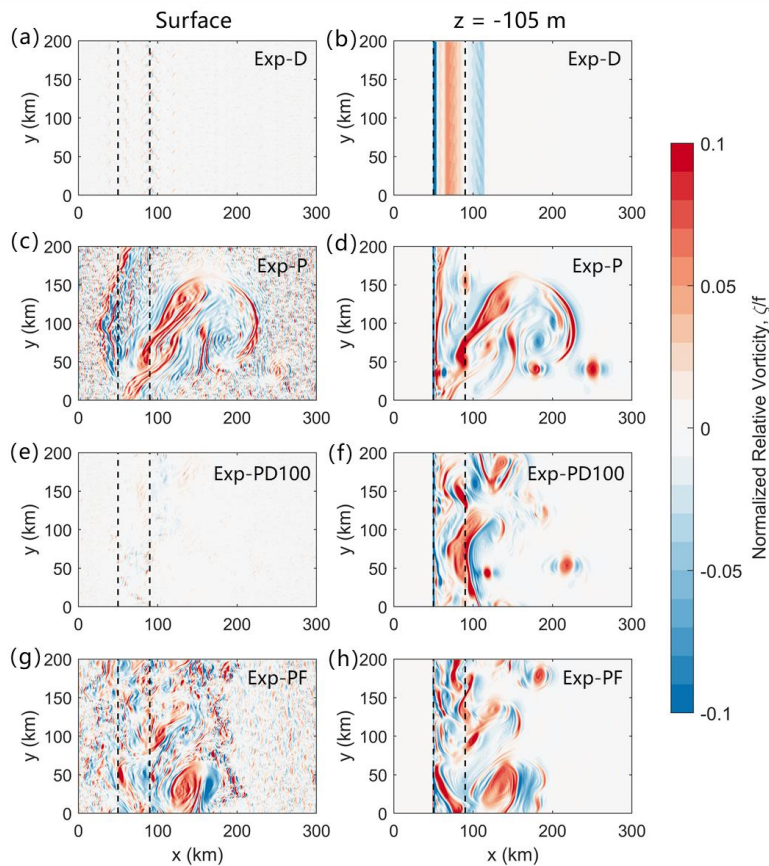 Surface z = -105 m
(a) (b)
200 150 100 50 0
y (km)
Exp-D
0 100 200 300
200 150 100 50 0
y (km)
Exp-D
0 100 200 300
(c) (d)
200 150 100 50 0
y (km)
Exp-P
0 100 200 300
200 150 100 50 0
y (km)
Exp-P
0 100 200 300
(e) (f)
200 150 100 50 0
y (km)
Exp-PD100
0 100 200 300
200 150 100 50 0
y (km)
Exp-PD100
0 100 200 300
(g) (h)
200 150 100 50 0
y (km)
Exp-PF
0 100 200 300
x (km)
200 150 100 50 0
y (km)
Exp-PF
0 100 200 300
x (km)
0.1
0.05
0
-0.05
-0.1
Normalized Relative Vorticity, ζ/f